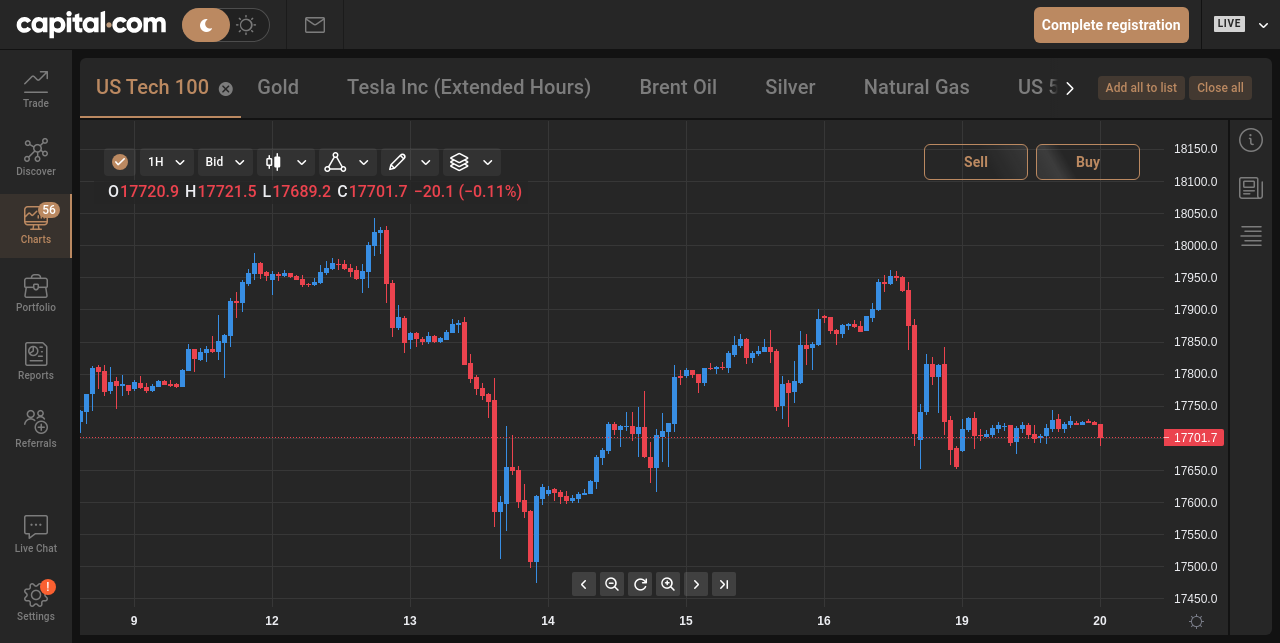 capital.com
Complete registration
LIVE
Trade
Discover
56
Charts
Portfolio
Reports
Referrals
Live Chat
!
Settings
US Tech 100 Gold Tesla Inc (Extended Hours) Brent Oil Silver Natural Gas US 5
Add all to list Close all
1H Bid
Sell Buy
O17720.9 H17721.5 L17689.2 C17701.7 −20.1 (−0.11%)
18150.0
18100.0
18050.0
18000.0
17950.0
17900.0
17850.0
17800.0
17750.0
17701.7
17650.0
17600.0
17550.0
17500.0
17450.0
9 12 13 14 15 16 19 20